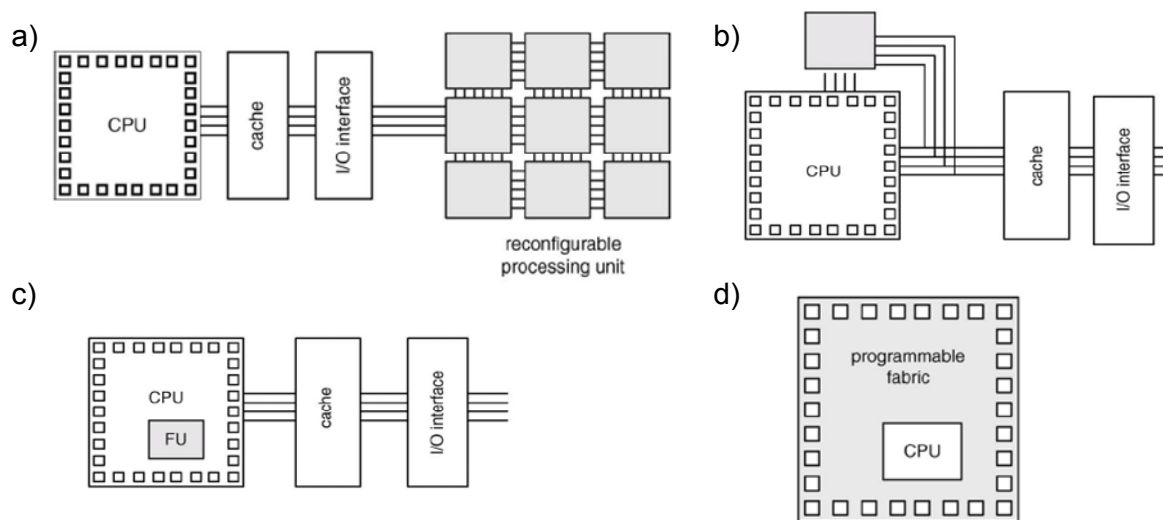 a)
CPU
cache
I/O interface
reconfigurable
processing unit
b)
CPU
cache
I/O interface
c)
CPU
FU
cache
I/O interface
d)
programmable
fabric
CPU